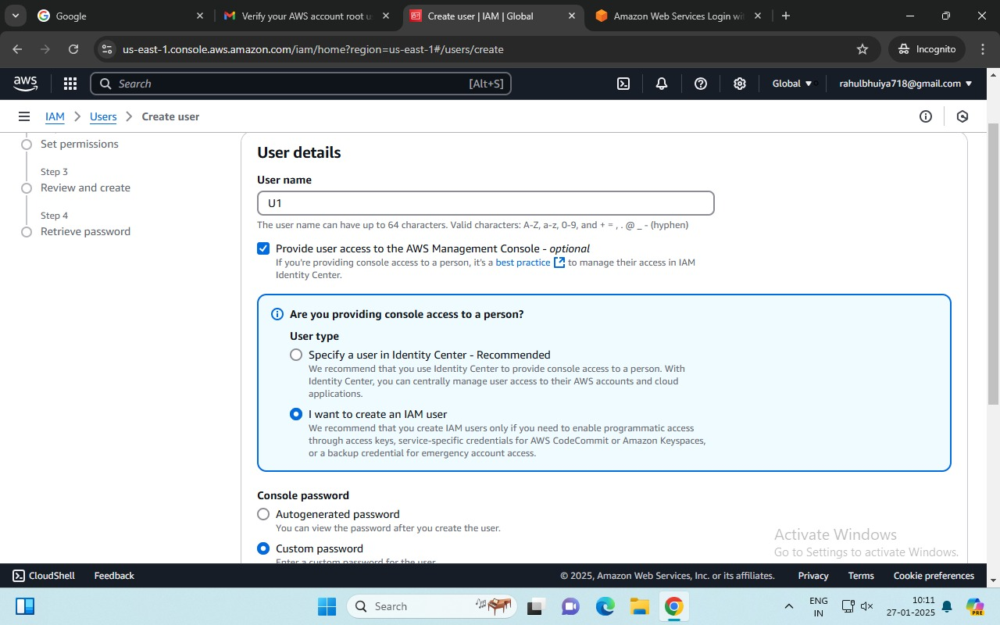 Google
Verify your AWS account root u
Create user | IAM | Global
Amazon Web Services Login wi
us-east-1.console.aws.amazon.com/iam/home?region=us-east-1#/users/create
Incognito
aws
Search
[Alt+S]
Global
rahulbhuiya718@gmail.com
IAM
Users
Create user
Set permissions
Step 3
Review and create
Step 4
Retrieve password
User details
User name
U1
The user name can have up to 64 characters. Valid characters: A-Z, a-z, 0-9, and + = , . @ _ - (hyphen)
Provide user access to the AWS Management Console - optional
If you're providing console access to a person, it's a best practice to manage their access in IAM
Identity Center.
Are you providing console access to a person?
User type
Specify a user in Identity Center - Recommended
We recommend that you use Identity Center to provide console access to a person. With
Identity Center, you can centrally manage user access to their AWS accounts and cloud
applications.
I want to create an IAM user
We recommend that you create IAM users only if you need to enable programmatic access
through access keys, service-specific credentials for AWS CodeCommit or Amazon Keyspaces,
or a backup credential for emergency account access.
Console password
Autogenerated password
You can view the password after you create the user.
Custom password
Enter a custom password for the user.
Activate Windows
Go to Settings to activate Windows.
CloudShell
Feedback
© 2025, Amazon Web Services, Inc. or its affiliates.
Privacy
Terms
Cookie preferences
Search
ENG
IN
10:11
27-01-2025
PRE